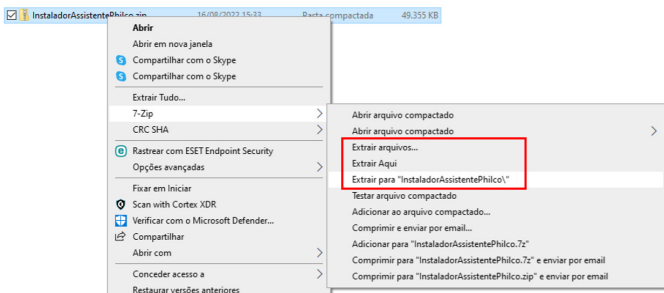 InstaladorAssistentePhilco.zip 16/08/2022 15:33 Pasta compactada 49.355 KB
Abrir
Abrir em nova janela
Compartilhar com o Skype
Compartilhar com o Skype
Extrair Tudo...
7-Zip
CRC SHA
Rastrear com ESET Endpoint Security
Opções avançadas
Fixar em Iniciar
Scan with Cortex XDR
Verificar com o Microsoft Defender...
Compartilhar
Abrir com
Conceder acesso a
Restaurar versões anteriores
Abrir arquivo compactado
Abrir arquivo compactado
Extrair arquivos...
Extrair Aqui
Extrair para "InstaladorAssistentePhilco\"
Testar arquivo compactado
Adicionar ao arquivo compactado...
Comprimir e enviar por email...
Adicionar para "InstaladorAssistentePhilco.7z"
Comprimir para "InstaladorAssistentePhilco.7z" e enviar por email
Comprimir para "InstaladorAssistentePhilco.zip" e enviar por email